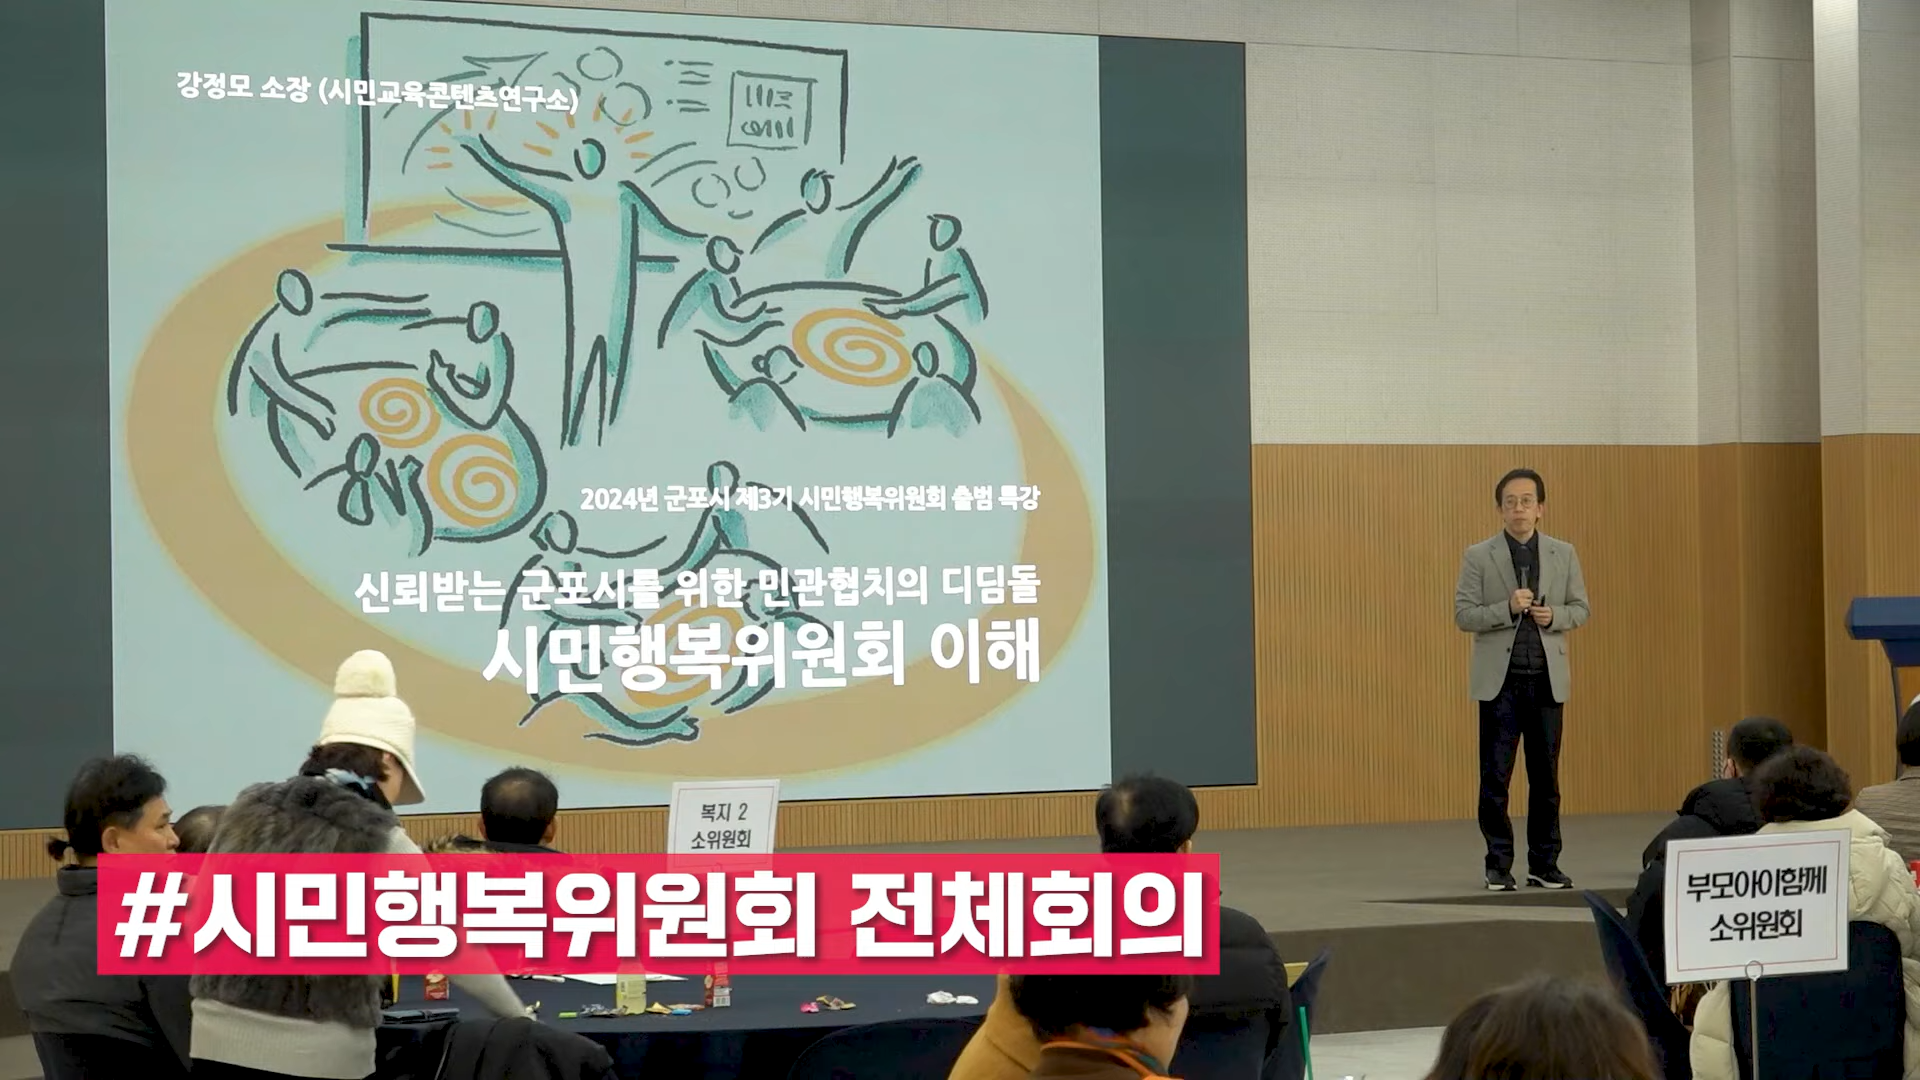 강정모 소장 (시민교육콘텐츠연구소)
2024년 군포시 제3기 시민행복위원회 출범 특강
신뢰받는 군포시를 위한 민관협치의 디딤돌
시민행복위원회 이해
복지 2
소위원회
부모아이함께
소위원회
#시민행복위원회 전체회의